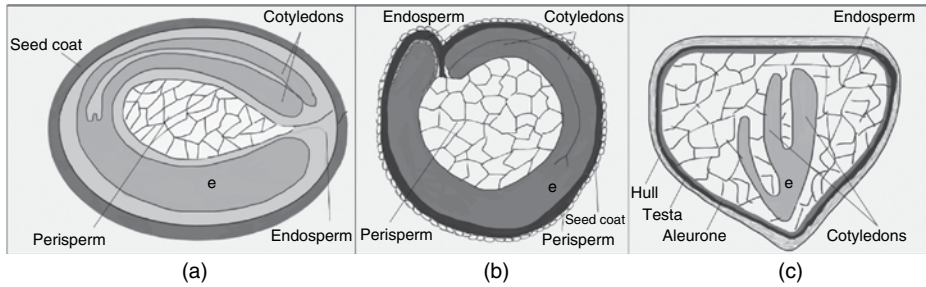 Cotyledons
Seed coat
e
Perisperm
Endosperm
(a)
Endosperm
Cotyledons
e
Seed coat
Perisperm
Perisperm
(b)
Endosperm
Hull
Testa
Aleurone
e
Cotyledons
(c)